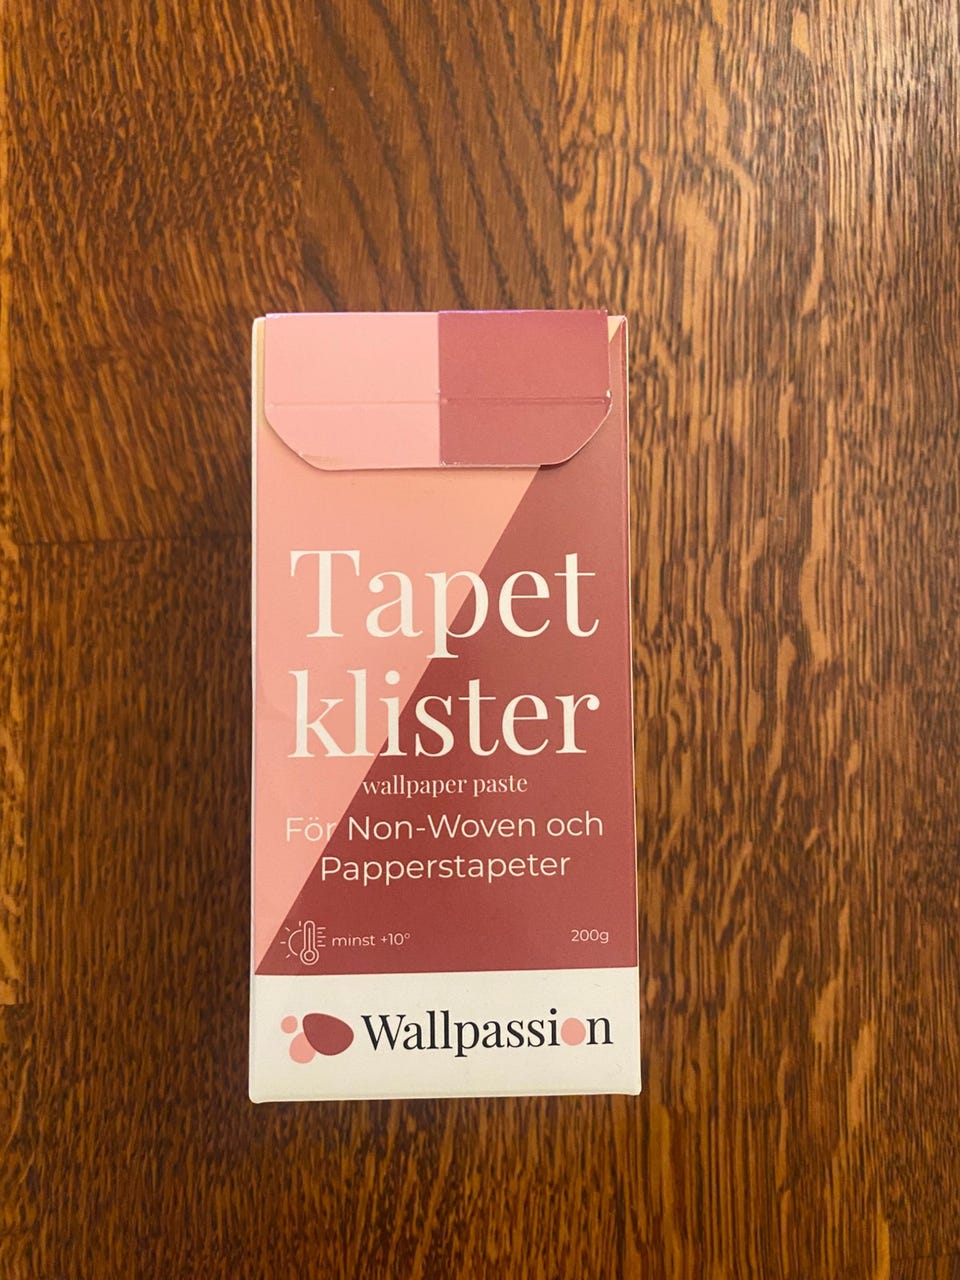 Tapet
klister
wallpaper paste
För Non-Woven och
Papperstapeter
minst +10°
200g
Wallpassion